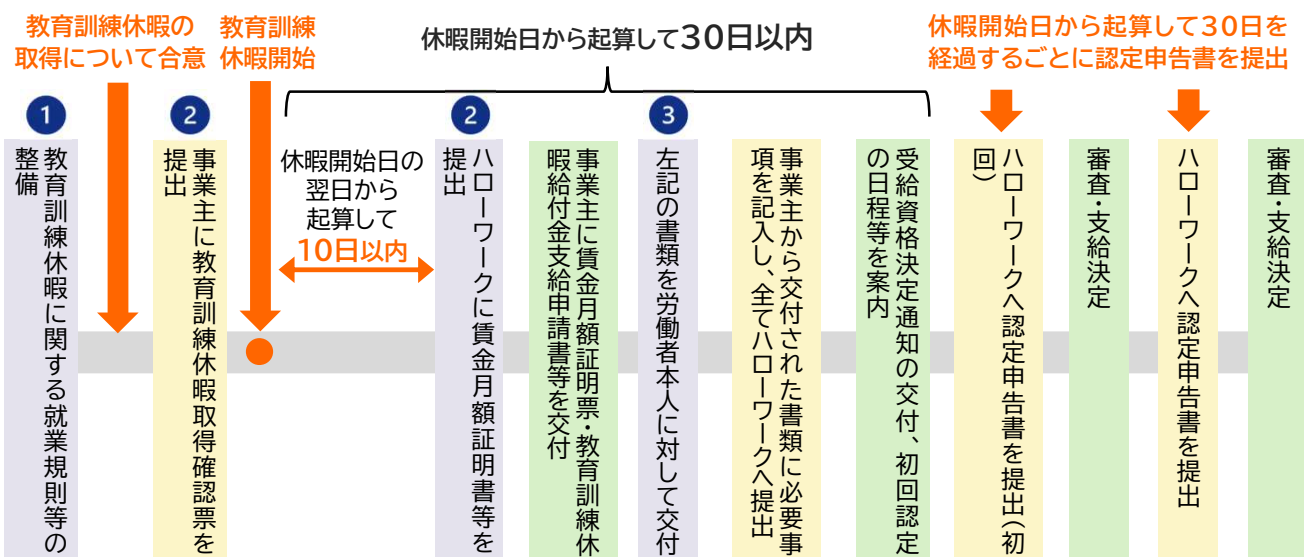 教育訓練休暇の
取得について合意
教育訓練
休暇開始
休暇開始日から起算して30日以内
休暇開始日から起算して30日を
経過するごとに認定申告書を提出
1
教育訓練休暇に関する就業規則等の
整備
2
事業主に教育訓練休暇取得確認票を
提出
休暇開始日の
翌日から
起算して
10日以内
2
ハローワークに賃金月額証明書等を
提出
事業主に賃金月額証明票・教育訓練休
暇給付金支給申請書等を交付
3
左記の書類を労働者本人に対して交付
事業主から交付された書類に必要事
項を記入し、全てハローワークへ提出
受給資格決定通知の交付、初回認定
の日程等を案内
ハローワークへ認定申告書を提出(初
回)
審査・支給決定
ハローワークへ認定申告書を提出
審査・支給決定